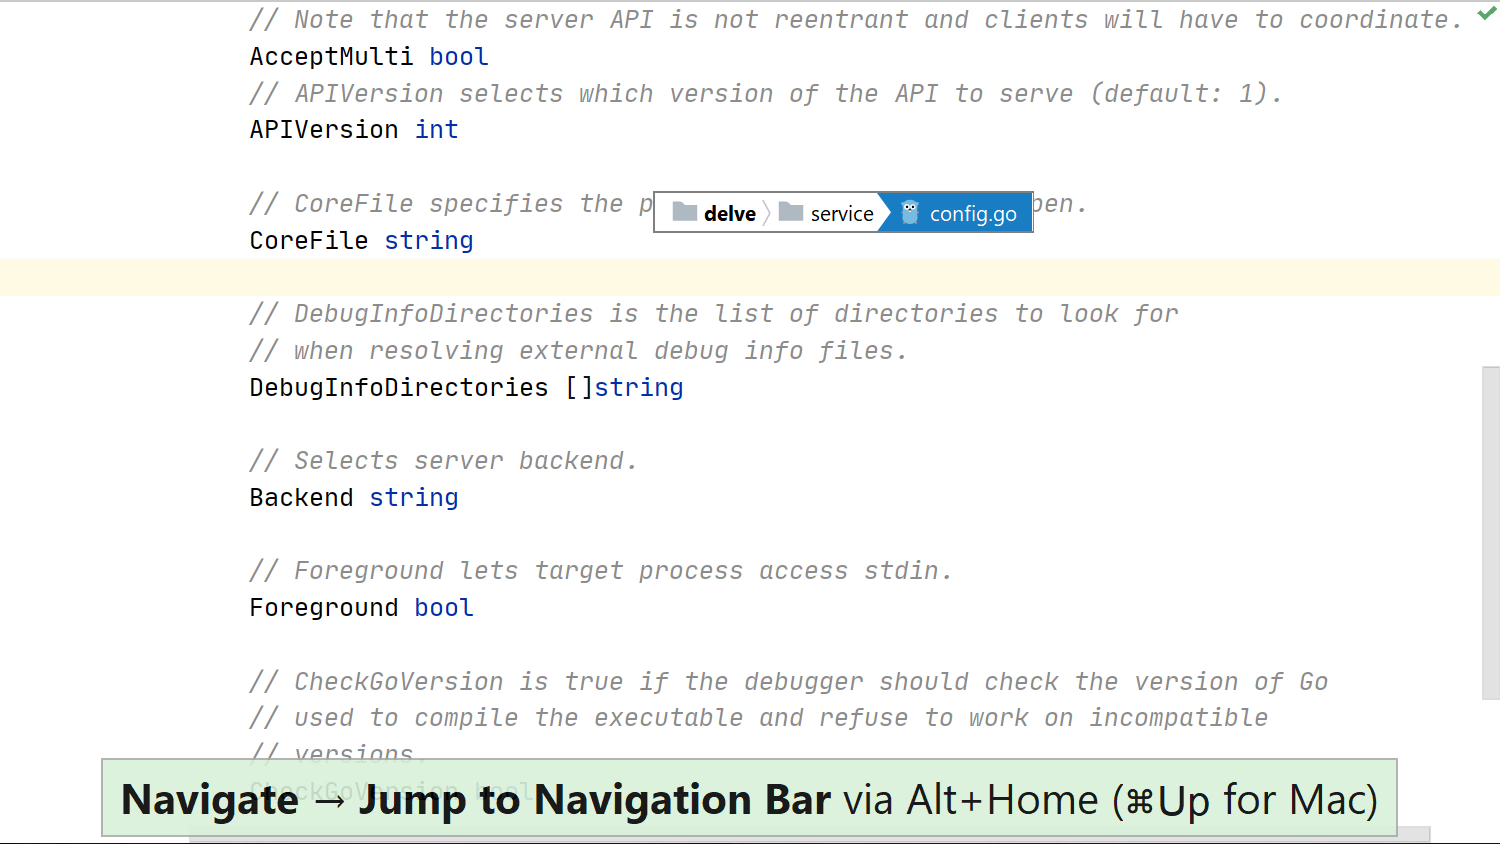 // Note that the server API is not reentrant and clients will have to coordinate.
AcceptMulti bool
// APIVersion selects which version of the API to serve (default: 1).
APIVersion int
// CoreFile specifies the p
delve service config.go
pen.
CoreFile string
// DebugInfoDirectories is the list of directories to look for
// when resolving external debug info files.
DebugInfoDirectories []string
// Selects server backend.
Backend string
// Foreground lets target process access stdin.
Foreground bool
// CheckGoVersion is true if the debugger should check the version of Go
// used to compile the executable and refuse to work on incompatible
// versions.
CheckGoVersion bool
Navigate → Jump to Navigation Bar via Alt+Home (⌘Up for Mac)